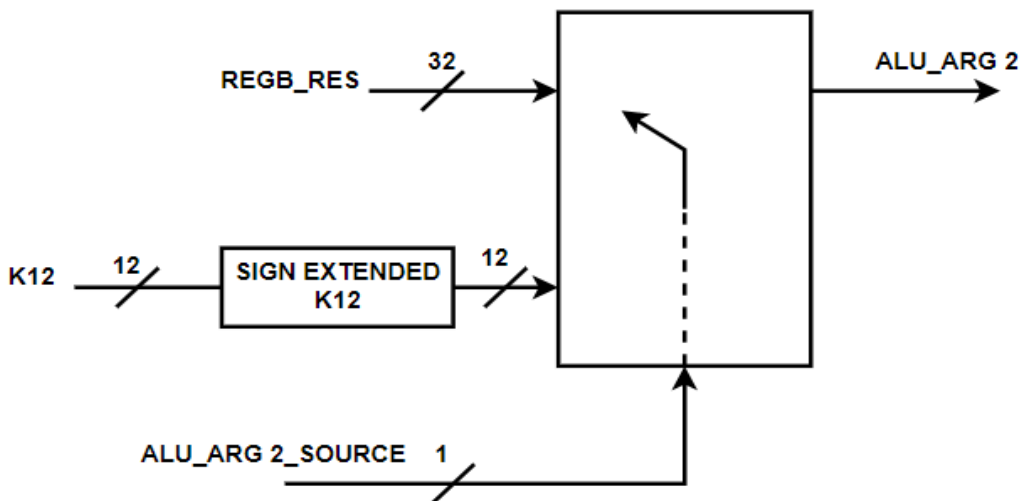 32
REGB_RES
ALU_ARG 2
K12
12
SIGN EXTENDED
K12
12
ALU_ARG 2_SOURCE
1